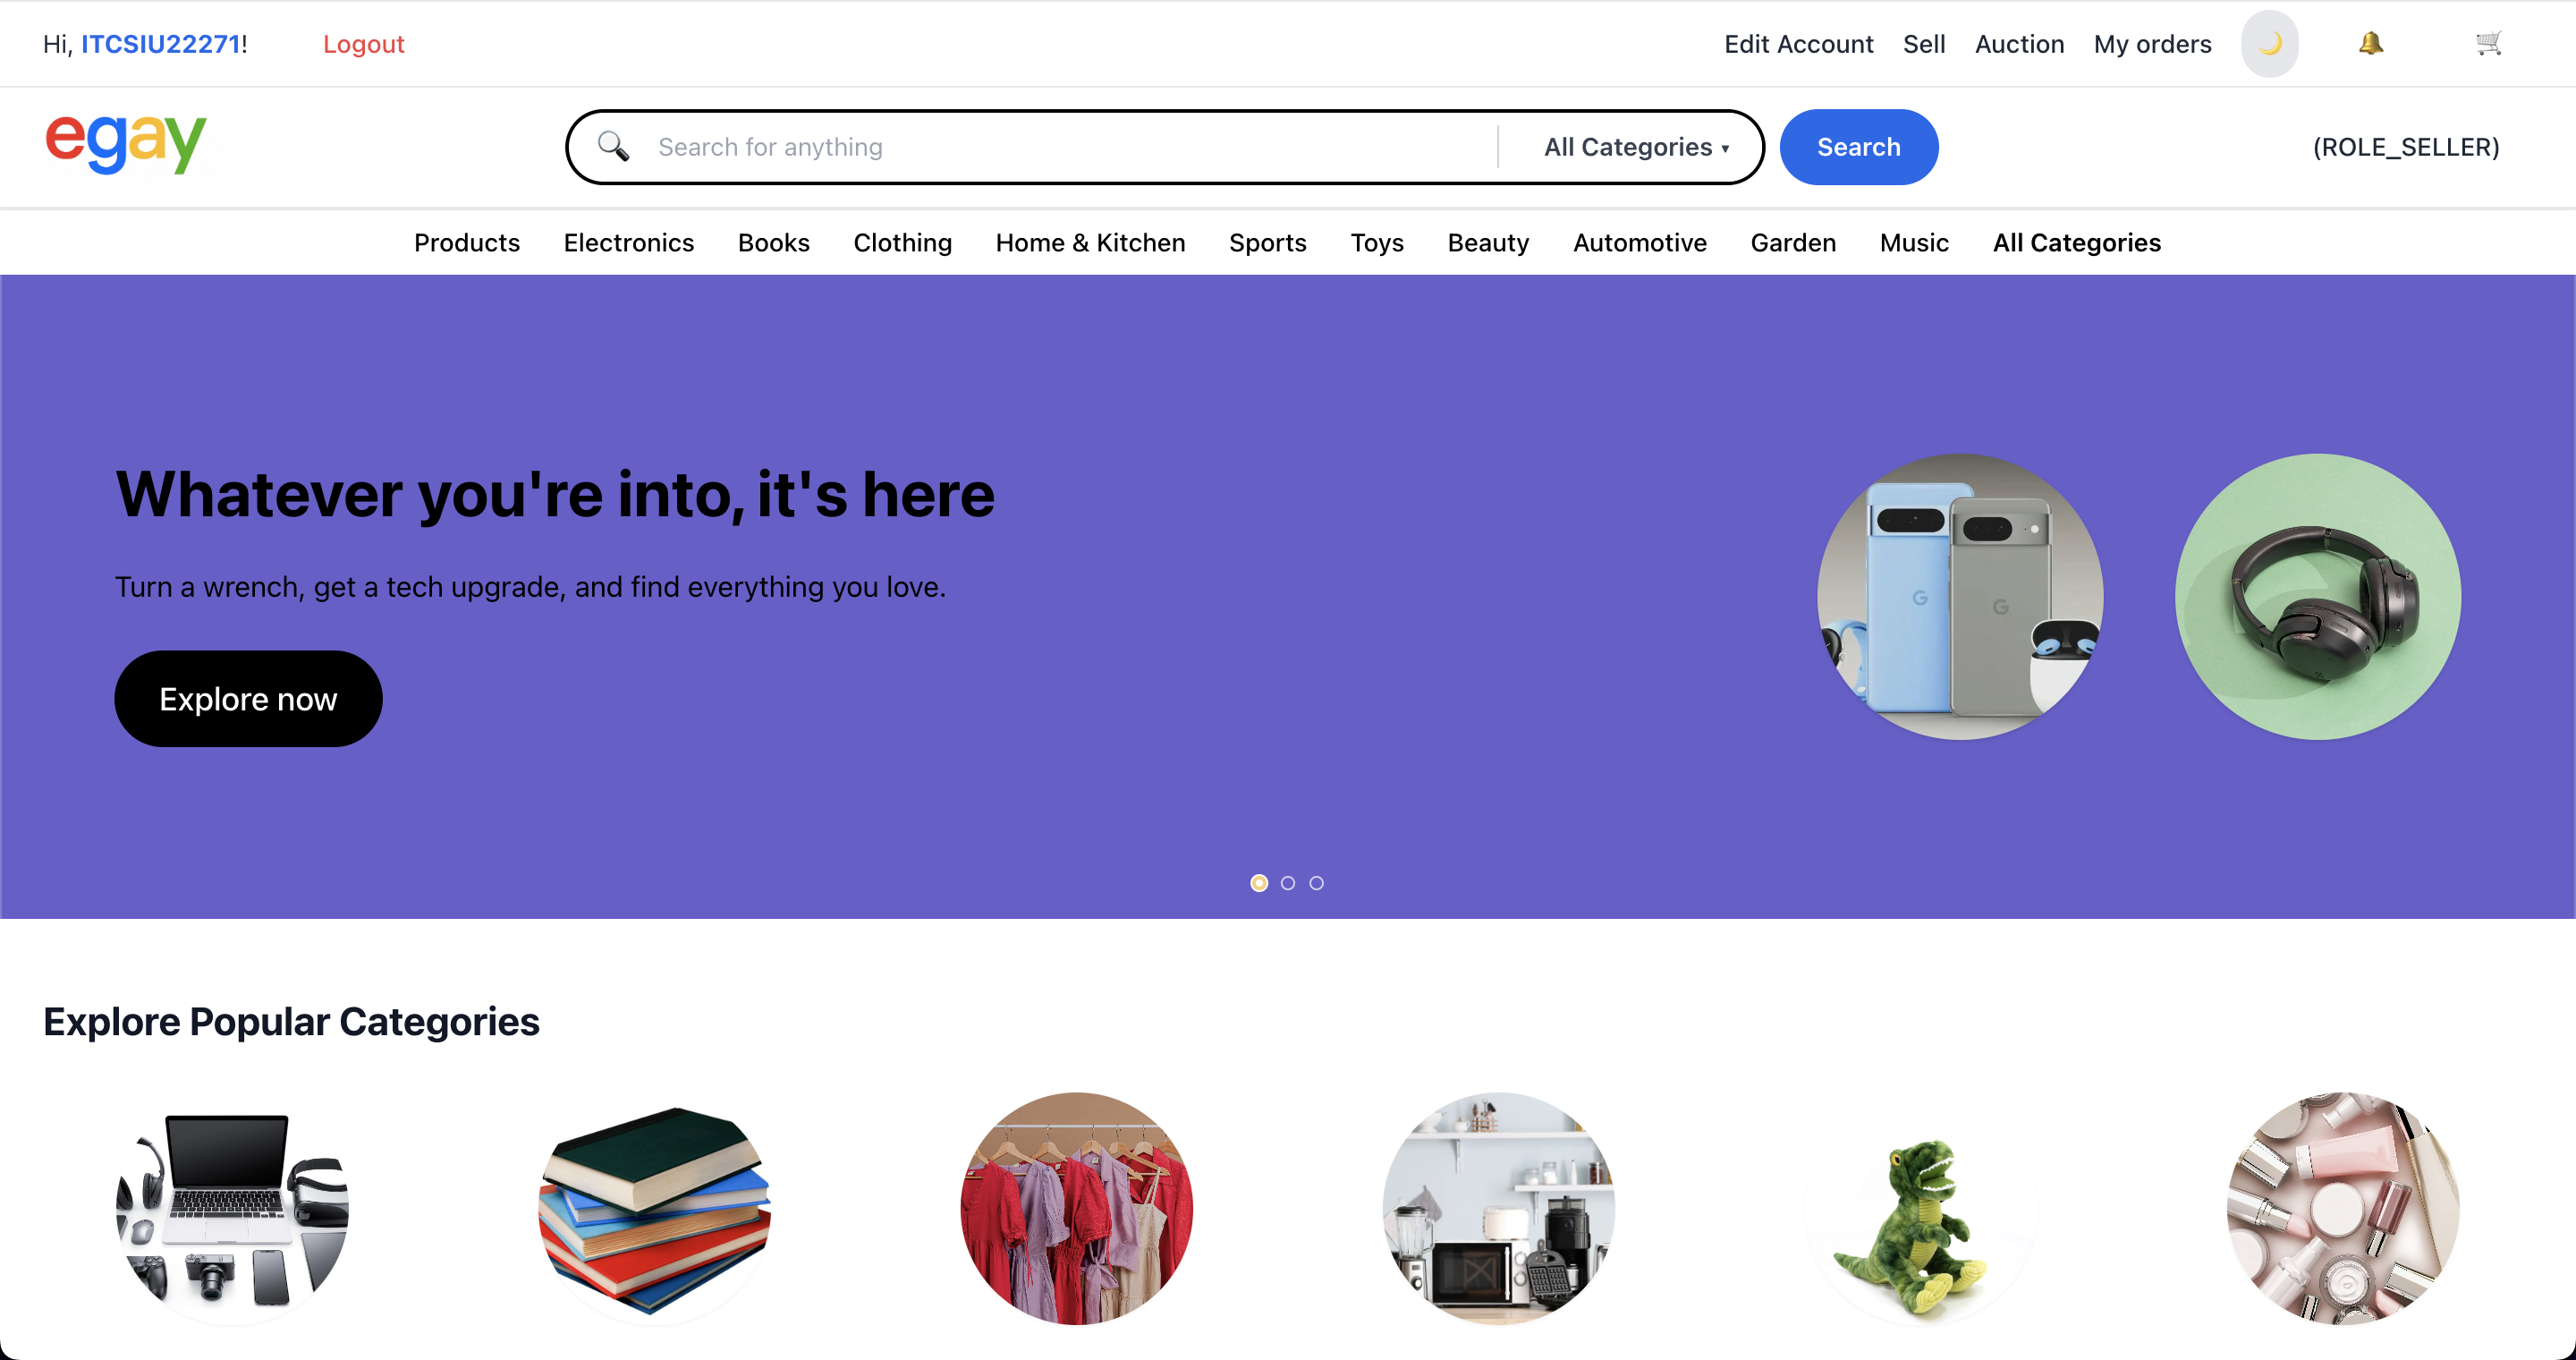 Hi, ITCSIU22271!
Logout
Edit Account
Sell
Auction
My orders
egay
Search for anything
All Categories ▾
Search
(ROLE_SELLER)
Products
Electronics
Books
Clothing
Home & Kitchen
Sports
Toys
Beauty
Automotive
Garden
Music
All Categories
Whatever you're into, it's here
Turn a wrench, get a tech upgrade, and find everything you love.
Explore now
G
G
Explore Popular Categories